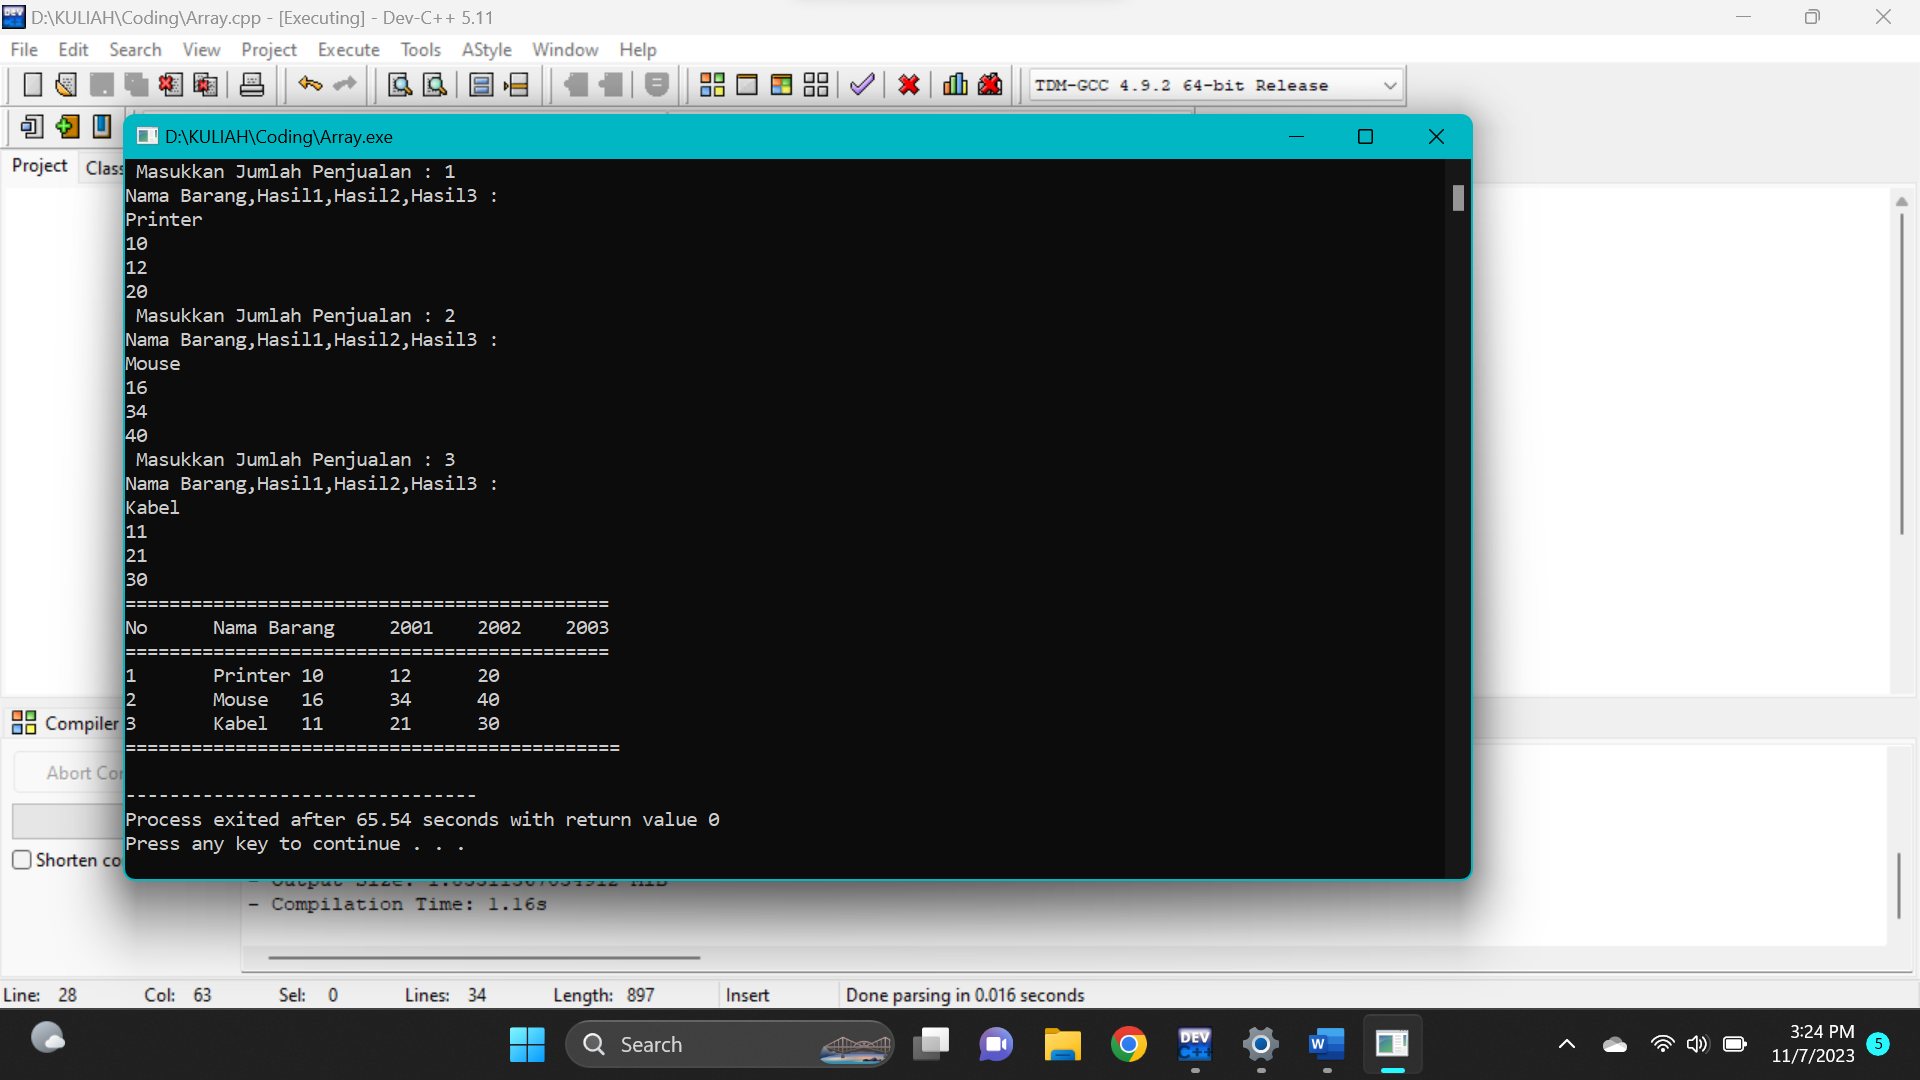 D:\KULIAH\Coding\Array.cpp - [Executing] - Dev-C++ 5.11
File Edit Search View Project Execute Tools AStyle Window Help
TDM-GCC 4.9.2 64-bit Release
D:\KULIAH\Coding\Array.exe
Project Class
Masukkan Jumlah Penjualan : 1
Nama Barang,Hasil1,Hasil2,Hasil3 :
Printer
10
12
20
Masukkan Jumlah Penjualan : 2
Nama Barang,Hasil1,Hasil2,Hasil3 :
Mouse
16
34
40
Masukkan Jumlah Penjualan : 3
Nama Barang,Hasil1,Hasil2,Hasil3 :
Kabel
11
21
30
============================================
No Nama Barang 2001 2002 2003
============================================
1 Printer 10 12 20
2 Mouse 16 34 40
3 Kabel 11 21 30
=============================================
--------------------------------
Process exited after 65.54 seconds with return value 0
Press any key to continue . . .
Compiler
Abort Co
Shorten co
- Compilation Time: 1.16s
Line: 28 Col: 63 Sel: 0 Lines: 34 Length: 897 Insert Done parsing in 0.016 seconds
Search
DEV C++
W
3:24 PM
11/7/2023
5